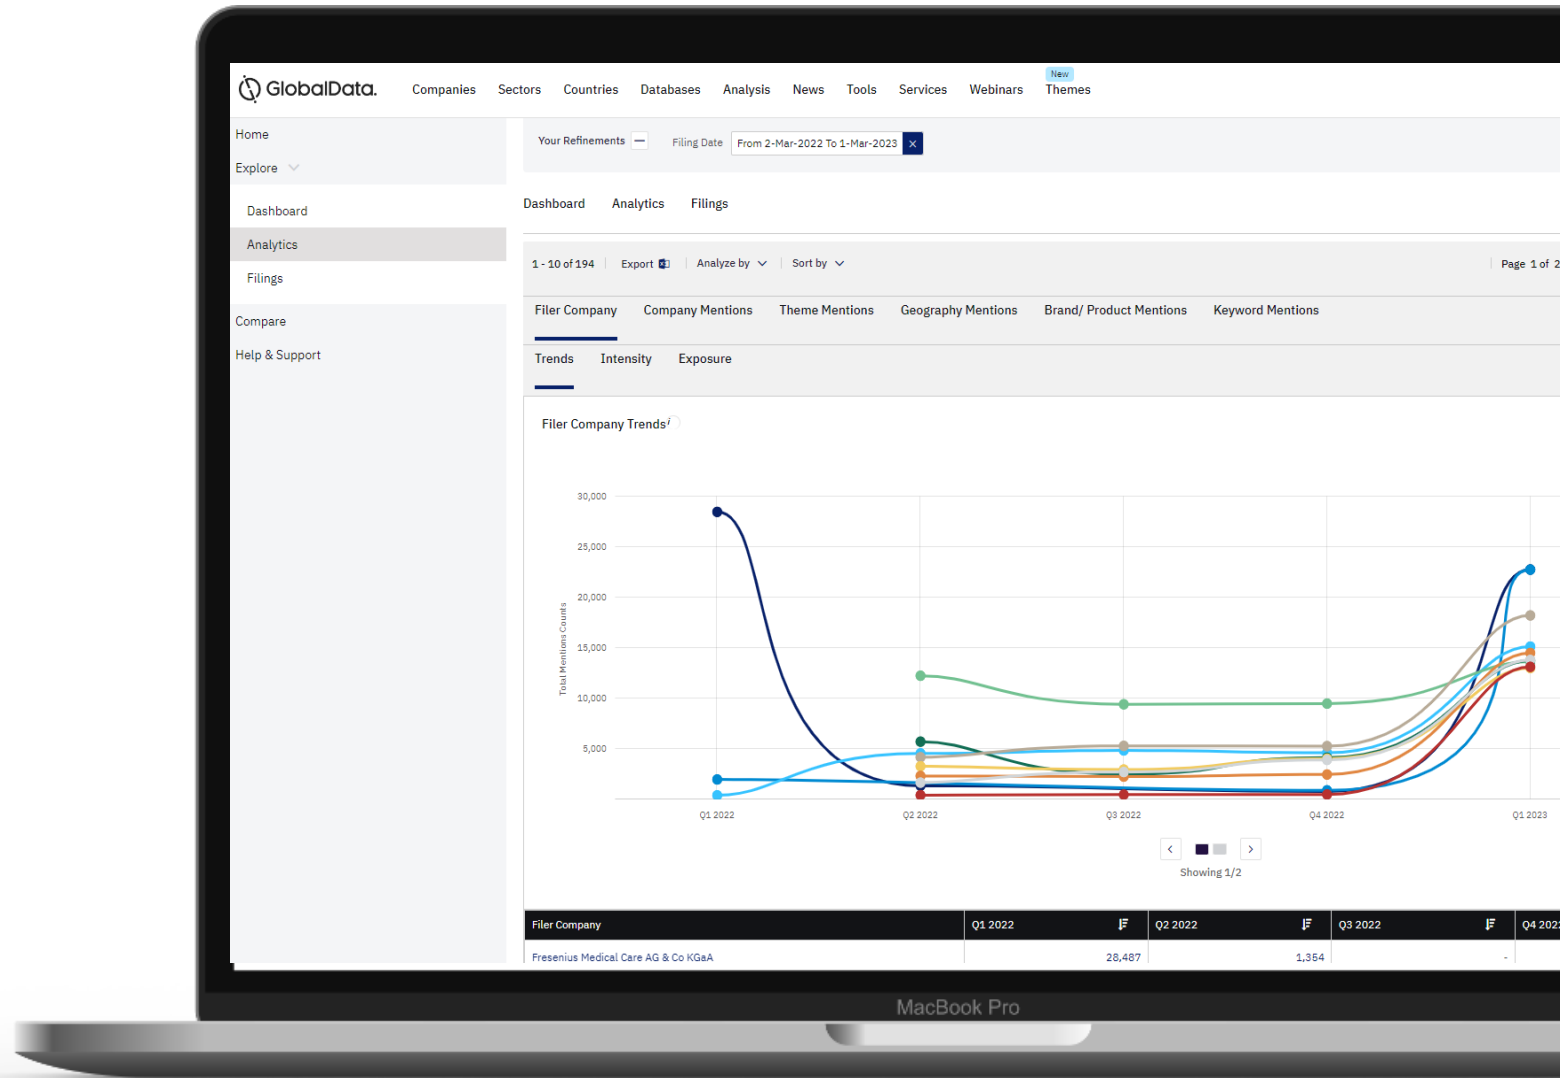 GlobalData.
Companies Sectors Countries Databases Analysis News Tools Services Webinars New Themes
Home
Explore
Dashboard
Analytics
Filings
Compare
Help & Support
Your Refinements Filing Date From 2-Mar-2022 To 1-Mar-2023 ×
Dashboard Analytics Filings
1 - 10 of 194 Export Analyze by Sort by Page 1 of 2
Filer Company Company Mentions Theme Mentions Geography Mentions Brand/ Product Mentions Keyword Mentions
Trends Intensity Exposure
Filer Company Trends i
Total Mentions Counts
30,000
25,000
20,000
15,000
10,000
5,000
Q1 2022 Q2 2022 Q3 2022 Q4 2022 Q1 2023
Showing 1/2
Filer Company Q1 2022 Q2 2022 Q3 2022 Q4 202
Fresenius Medical Care AG & Co KGaA 28,487 1,354 -
MacBook Pro